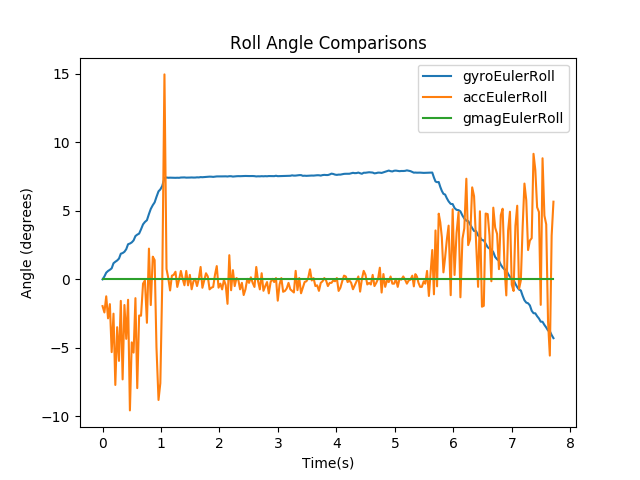 Roll Angle Comparisons
gyroEulerRoll
accEulerRoll
gmagEulerRoll
Angle (degrees)
15
10
5
0
−5
−10
0 1 2 3 4 5 6 7 8
Time(s)